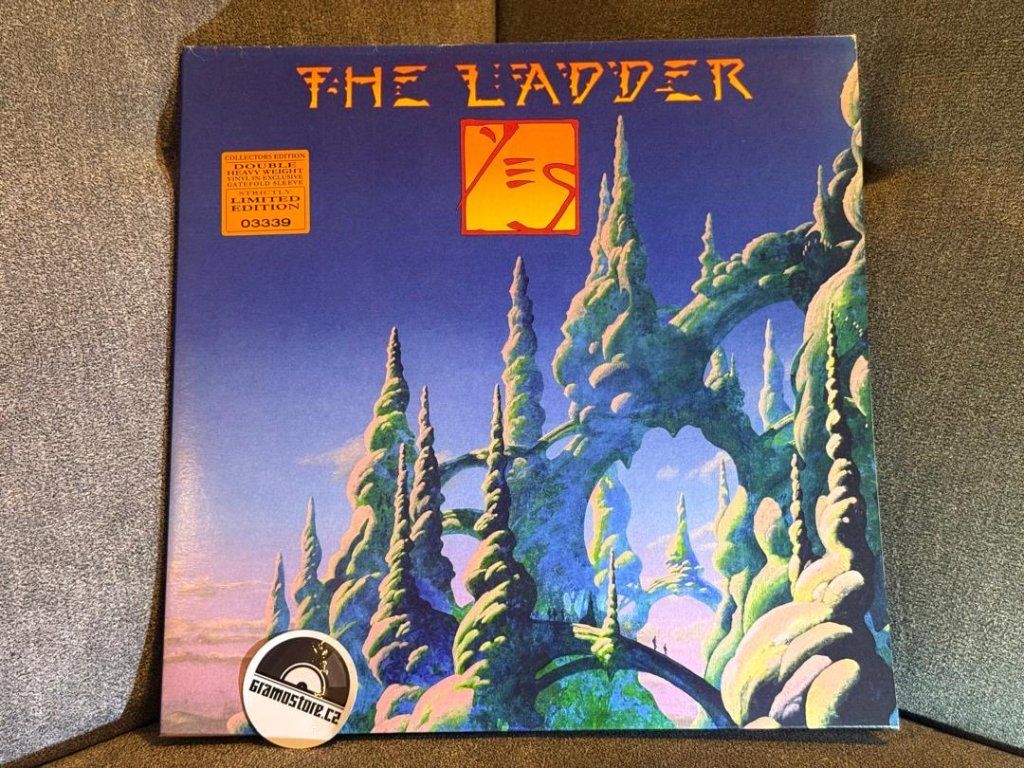 THE LADDER
YES
COLLECTORS EDITION
DOUBLE
HEAVY WEIGHT
VINYL IN EXCLUSIVE
GATEFOLD SLEEVE
STRICTLY
LIMITED
EDITION
03339
Gramostore.cz